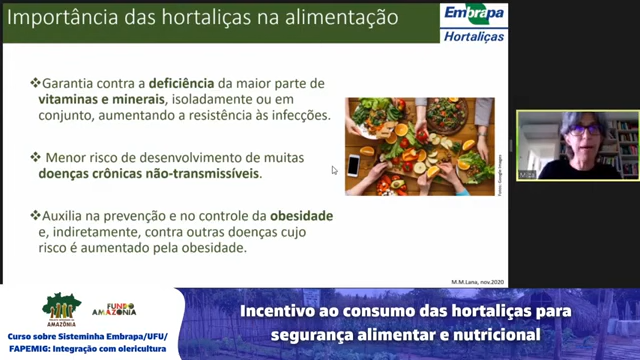 Importância das hortaliças na alimentação
Embrapa
Hortaliças
❖Garantia contra a deficiência da maior parte de
vitaminas e minerais, isoladamente ou em
conjunto, aumentando a resistência às infecções.
❖ Menor risco de desenvolvimento de muitas
doenças crônicas não-transmissíveis.
❖Auxilia na prevenção e no controle da obesidade
e, indiretamente, contra outras doenças cujo
risco é aumentado pela obesidade.
Fonte: Google Imagens
M.M.Lana, nov.2020
AMAZÔNIA
FUNDO
AMAZÔNIA
Curso sobre Sisteminha Embrapa/UFU/
FAPEMIG: Integração com olericultura
Incentivo ao consumo das hortaliças para
segurança alimentar e nutricional